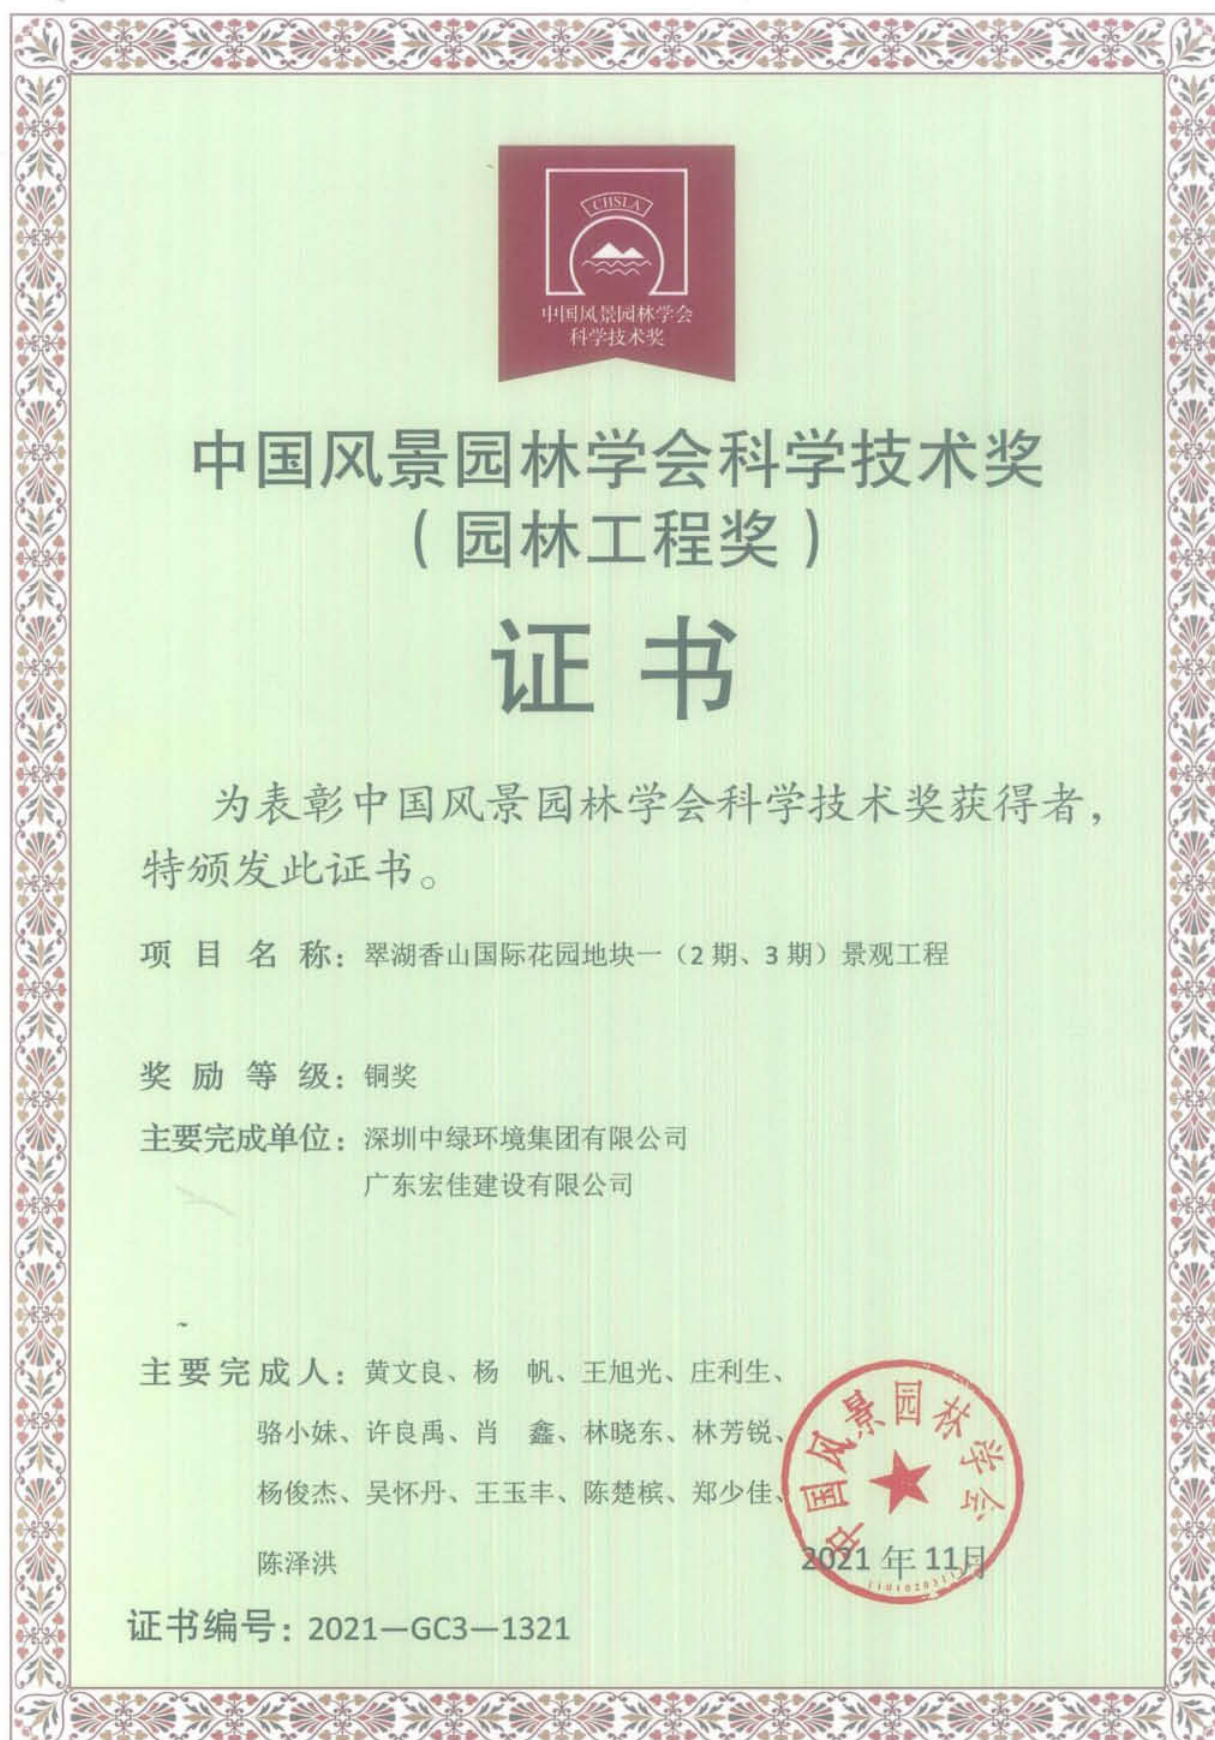 CHSLA
中国风景园林学会
科学技术奖
中国风景园林学会科学技术奖
（园林工程奖）
证书
为表彰中国风景园林学会科学技术奖获得者，
特颁发此证书。
项目名称：翠湖香山国际花园地块一（2期、3期）景观工程
奖励等级：铜奖
主要完成单位：深圳中绿环境集团有限公司
广东宏佳建设有限公司
主要完成人：黄文良、杨　帆、王旭光、庄利生、
骆小妹、许良禹、肖　鑫、林晓东、林芳锐、
杨俊杰、吴怀丹、王玉丰、陈楚槟、郑少佳、
陈泽洪
中国风景园林学会
2021年11月
证书编号：2021—GC3—1321